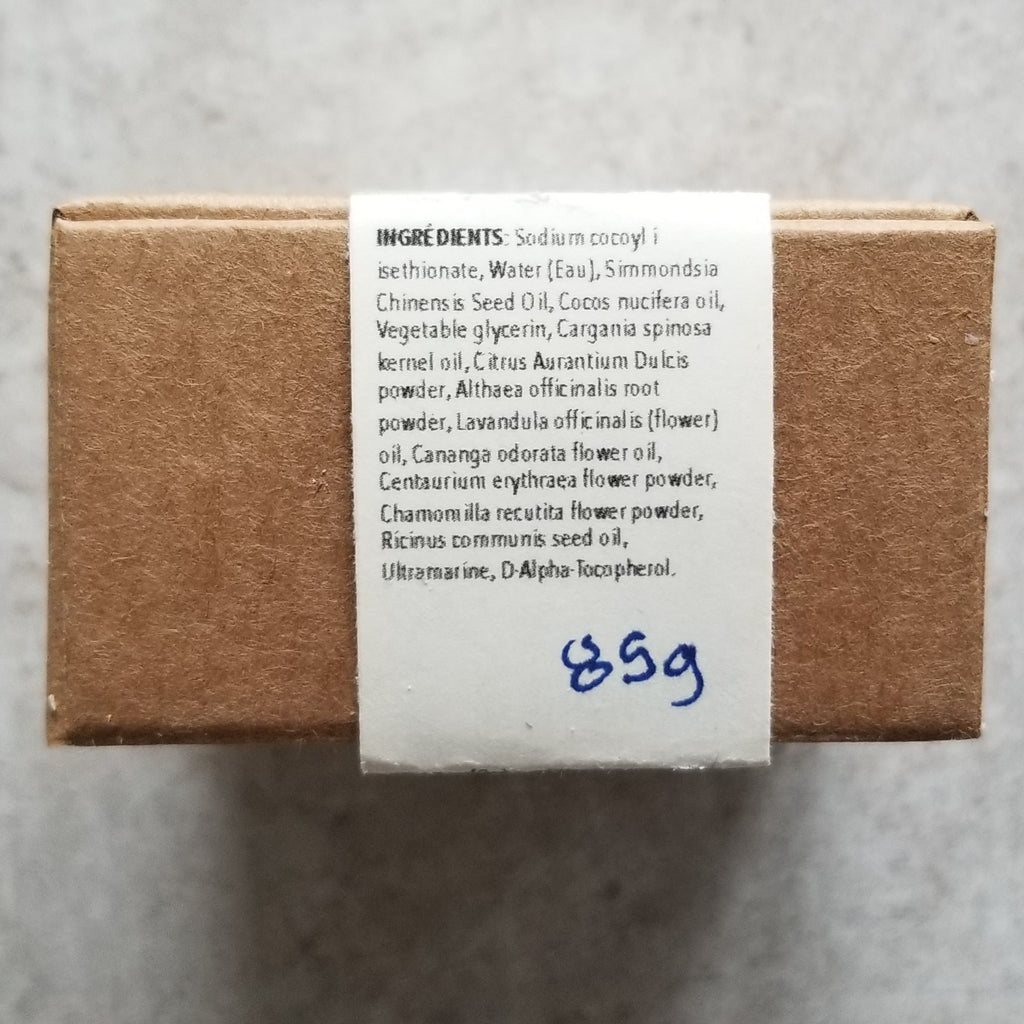 INGRÉDIENTS: Sodium cocoyl i
isethionate, Water (Eau), Simmondsia
Chinensis Seed Oil, Cocos nucifera oil,
Vegetable glycerin, Cargania spinosa
kernel oil, Citrus Aurantium Dulcis
powder, Althaea officinalis root
powder, Lavandula officinalis (flower)
oil, Cananga odorata flower oil,
Centaurium erythraea flower powder,
Chamomilla recutita flower powder,
Ricinus communis seed oil,
Ultramarine, D-Alpha-Tocopherol.
85g